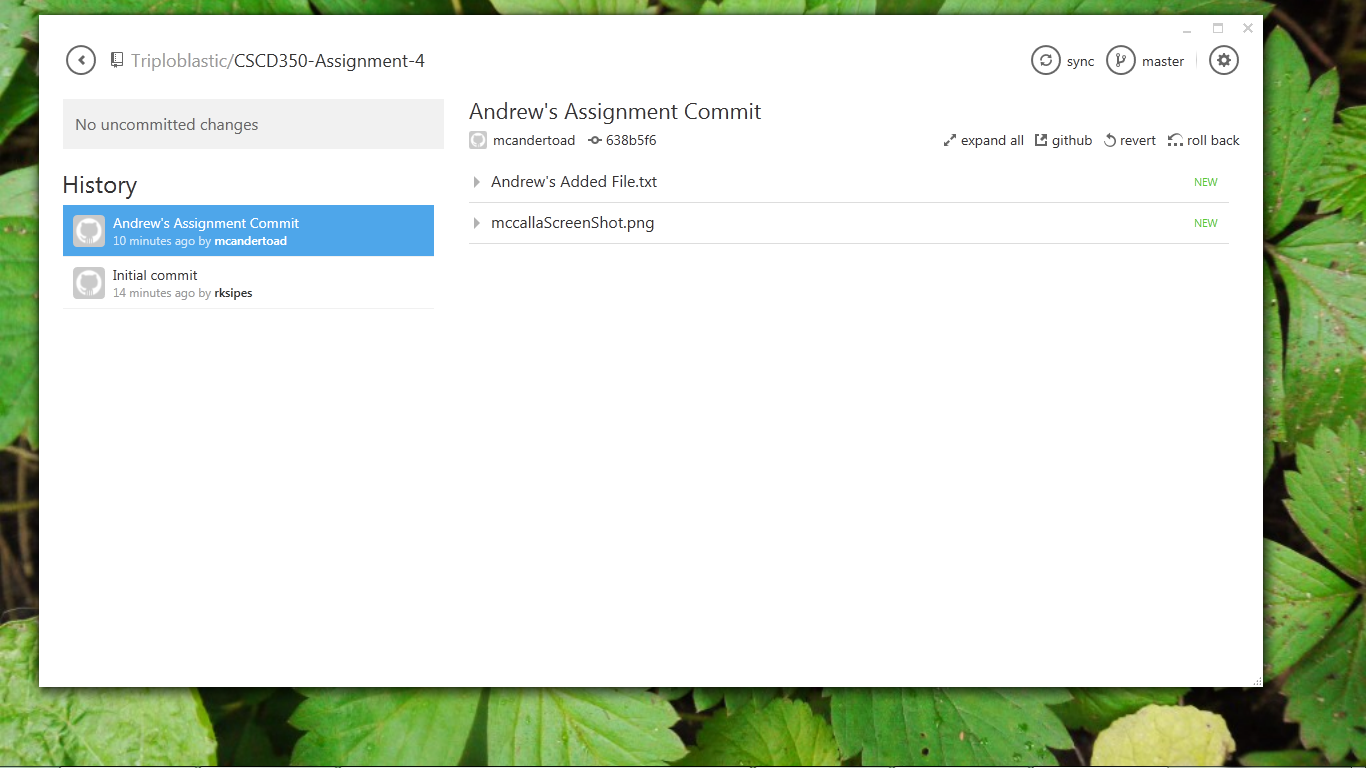 Triploblastic/CSCD350-Assignment-4
sync
master
No uncommitted changes
Andrew's Assignment Commit
mcandertoad
638b5f6
expand all
github
revert
roll back
History
Andrew's Assignment Commit
10 minutes ago by mcandertoad
Initial commit
14 minutes ago by rksipes
Andrew's Added File.txt
NEW
mccallaScreenShot.png
NEW